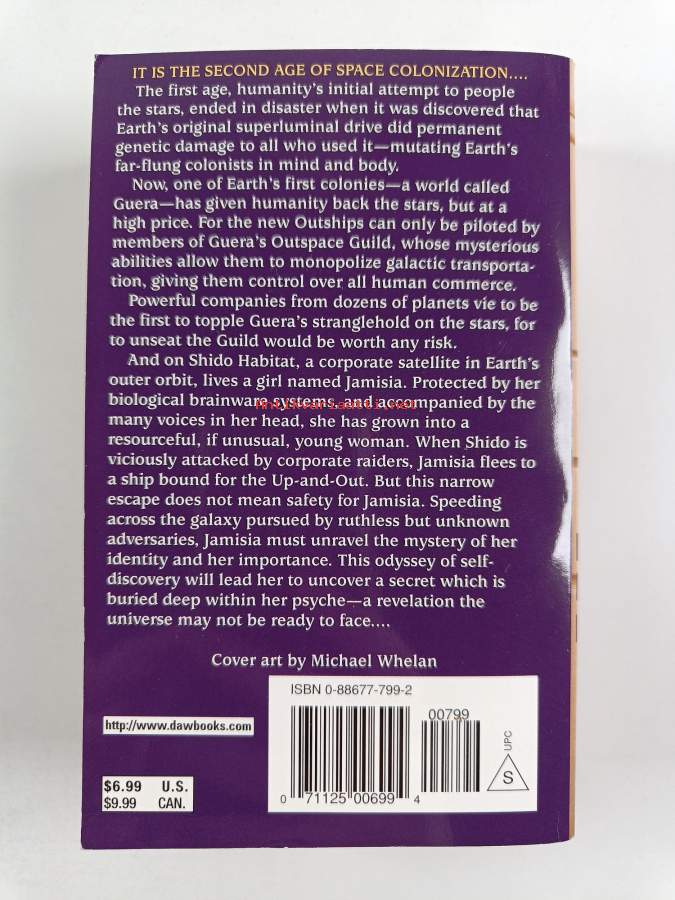 IT IS THE SECOND AGE OF SPACE COLONIZATION....
The first age, humanity's initial attempt to people
the stars, ended in disaster when it was discovered that
Earth's original superluminal drive did permanent
genetic damage to all who used it—mutating Earth's
far-flung colonists in mind and body.
Now, one of Earth's first colonies—a world called
Guera—has given humanity back the stars, but at a
high price. For the new Outships can only be piloted by
members of Guera's Outspace Guild, whose mysterious
abilities allow them to monopolize galactic transporta-
tion, giving them control over all human commerce.
Powerful companies from dozens of planets vie to be
the first to topple Guera's stranglehold on the stars, for
to unseat the Guild would be worth any risk.
And on Shido Habitat, a corporate satellite in Earth's
outer orbit, lives a girl named Jamisia. Protected by her
biological brainware systems, and accompanied by the
antikvariaatti.net
many voices in her head, she has grown into a
resourceful, if unusual, young woman. When Shido is
viciously attacked by corporate raiders, Jamisia flees to
a ship bound for the Up-and-Out. But this narrow
escape does not mean safety for Jamisia. Speeding
across the galaxy pursued by ruthless but unknown
adversaries, Jamisia must unravel the mystery of her
identity and her importance. This odyssey of self-
discovery will lead her to uncover a secret which is
buried deep within her psyche—a revelation the
universe may not be ready to face....
Cover art by Michael Whelan
ISBN 0-88677-799-2
00799
http://www.dawbooks.com
UPC
S
$6.99 U.S.
$9.99 CAN.
0 71125 00699 4